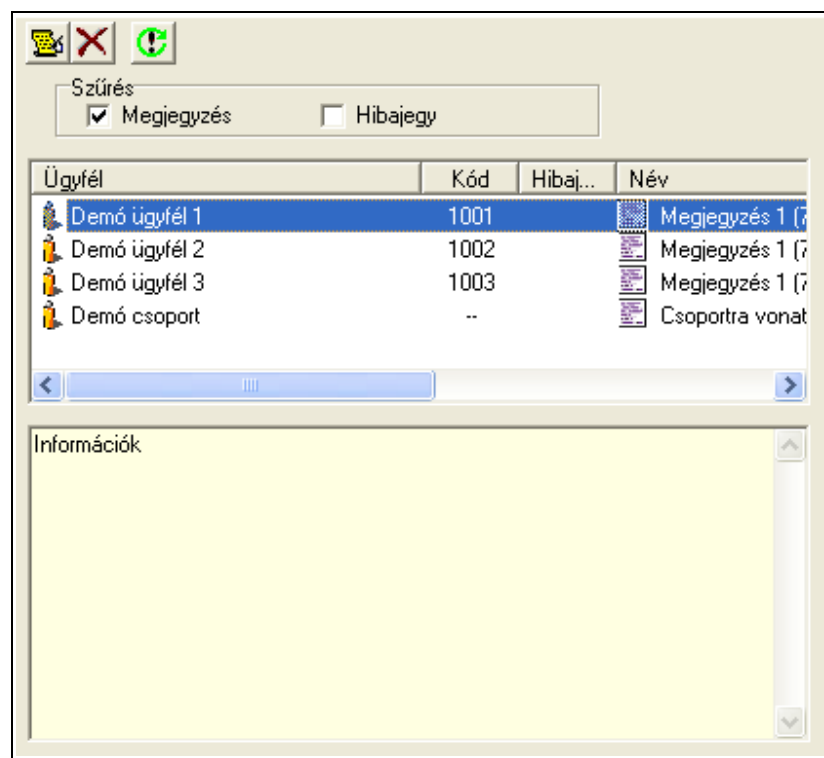 Szűrés
Megjegyzés Hibajegy
Ügyfél Kód Hibaj... Név
Demó ügyfél 1 1001 Megjegyzés 1 (7
Demó ügyfél 2 1002 Megjegyzés 1 (7
Demó ügyfél 3 1003 Megjegyzés 1 (7
Demó csoport -- Csoportra vonat
Információk